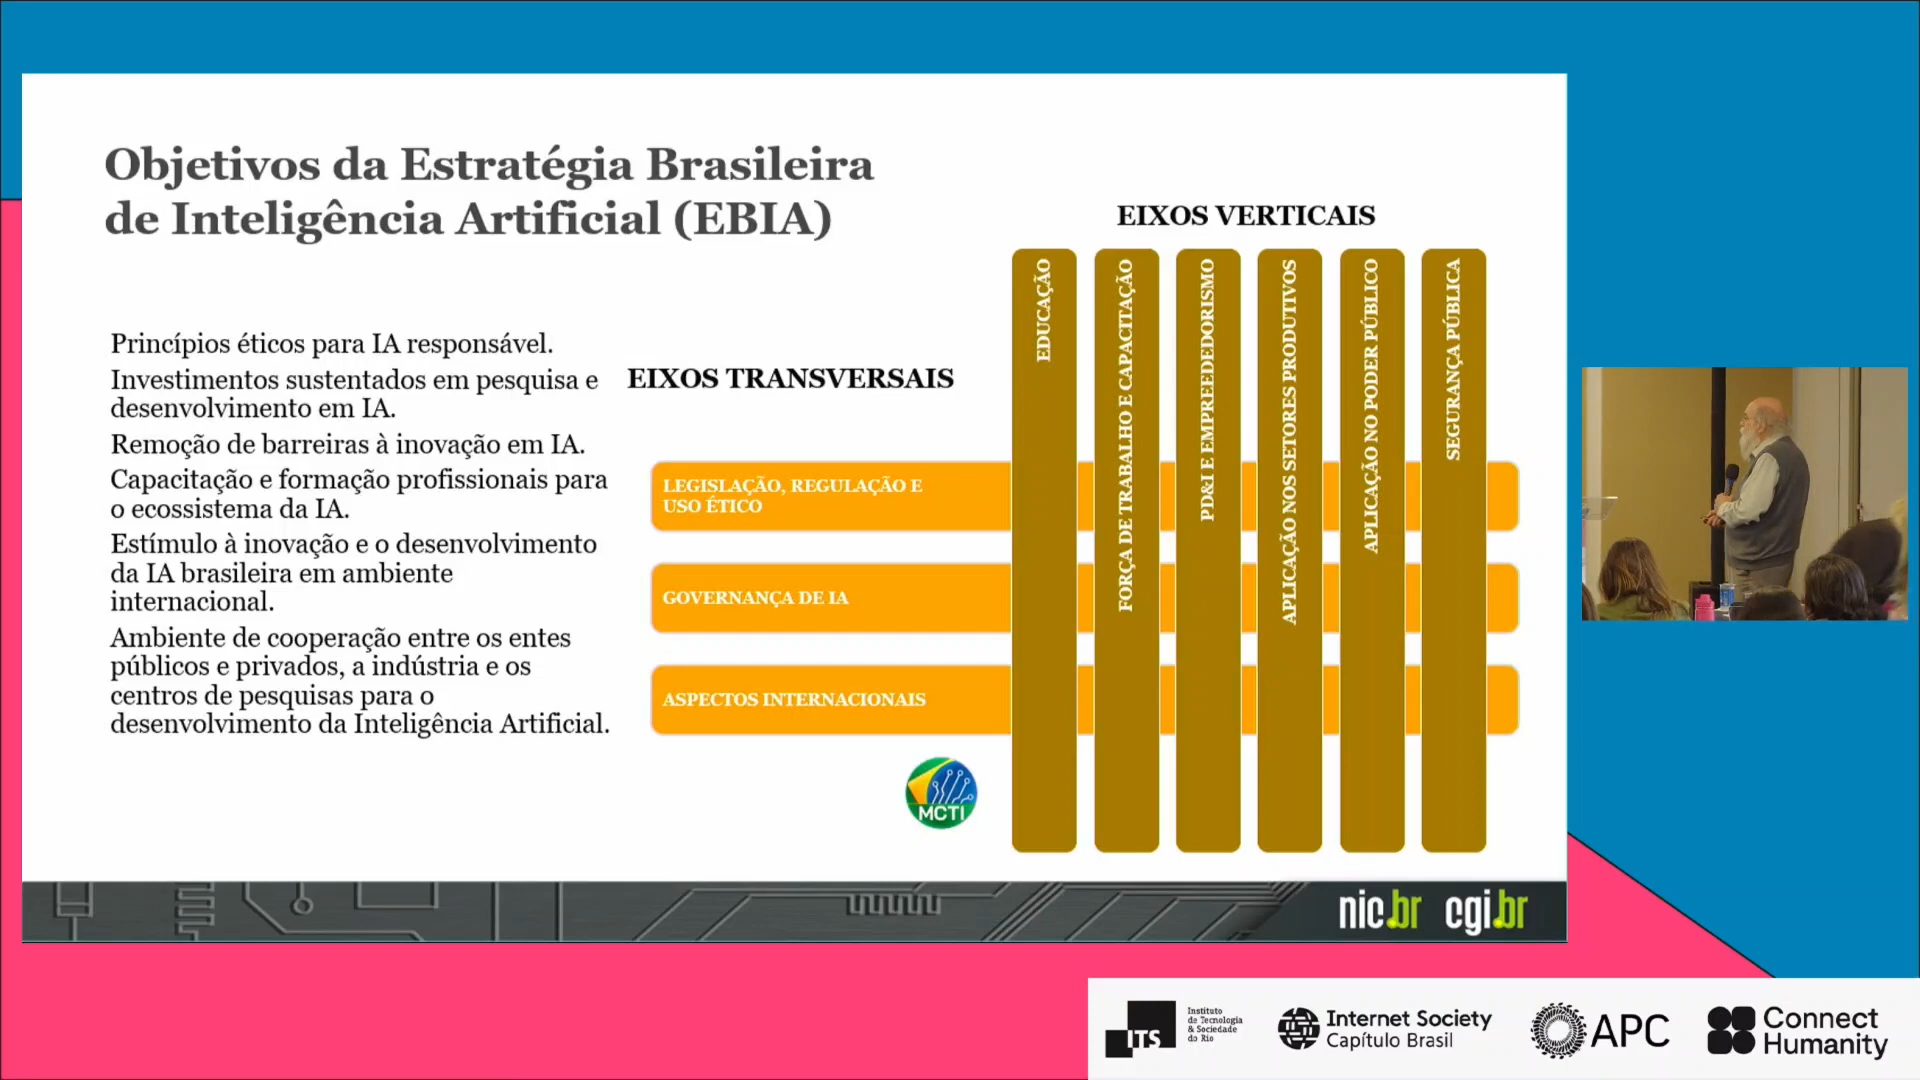 Objetivos da Estratégia Brasileira
de Inteligência Artificial (EBIA)
Princípios éticos para IA responsável.
Investimentos sustentados em pesquisa e
desenvolvimento em IA.
Remoção de barreiras à inovação em IA.
Capacitação e formação profissionais para
o ecossistema da IA.
Estímulo à inovação e o desenvolvimento
da IA brasileira em ambiente
internacional.
Ambiente de cooperação entre os entes
públicos e privados, a indústria e os
centros de pesquisas para o
desenvolvimento da Inteligência Artificial.
EIXOS TRANSVERSAIS
LEGISLAÇÃO, REGULAÇÃO E
USO ÉTICO
GOVERNANÇA DE IA
ASPECTOS INTERNACIONAIS
EIXOS VERTICAIS
EDUCAÇÃO
FORÇA DE TRABALHO E CAPACITAÇÃO
PD&I E EMPREEDEDORISMO
APLICAÇÃO NOS SETORES PRODUTIVOS
APLICAÇÃO NO PODER PÚBLICO
SEGURANÇA PÚBLICA
MCTI
nic.br cgi.br
ITS
Instituto
de Tecnologia
& Sociedade
do Rio
Internet Society
Capítulo Brasil
APC
Connect
Humanity